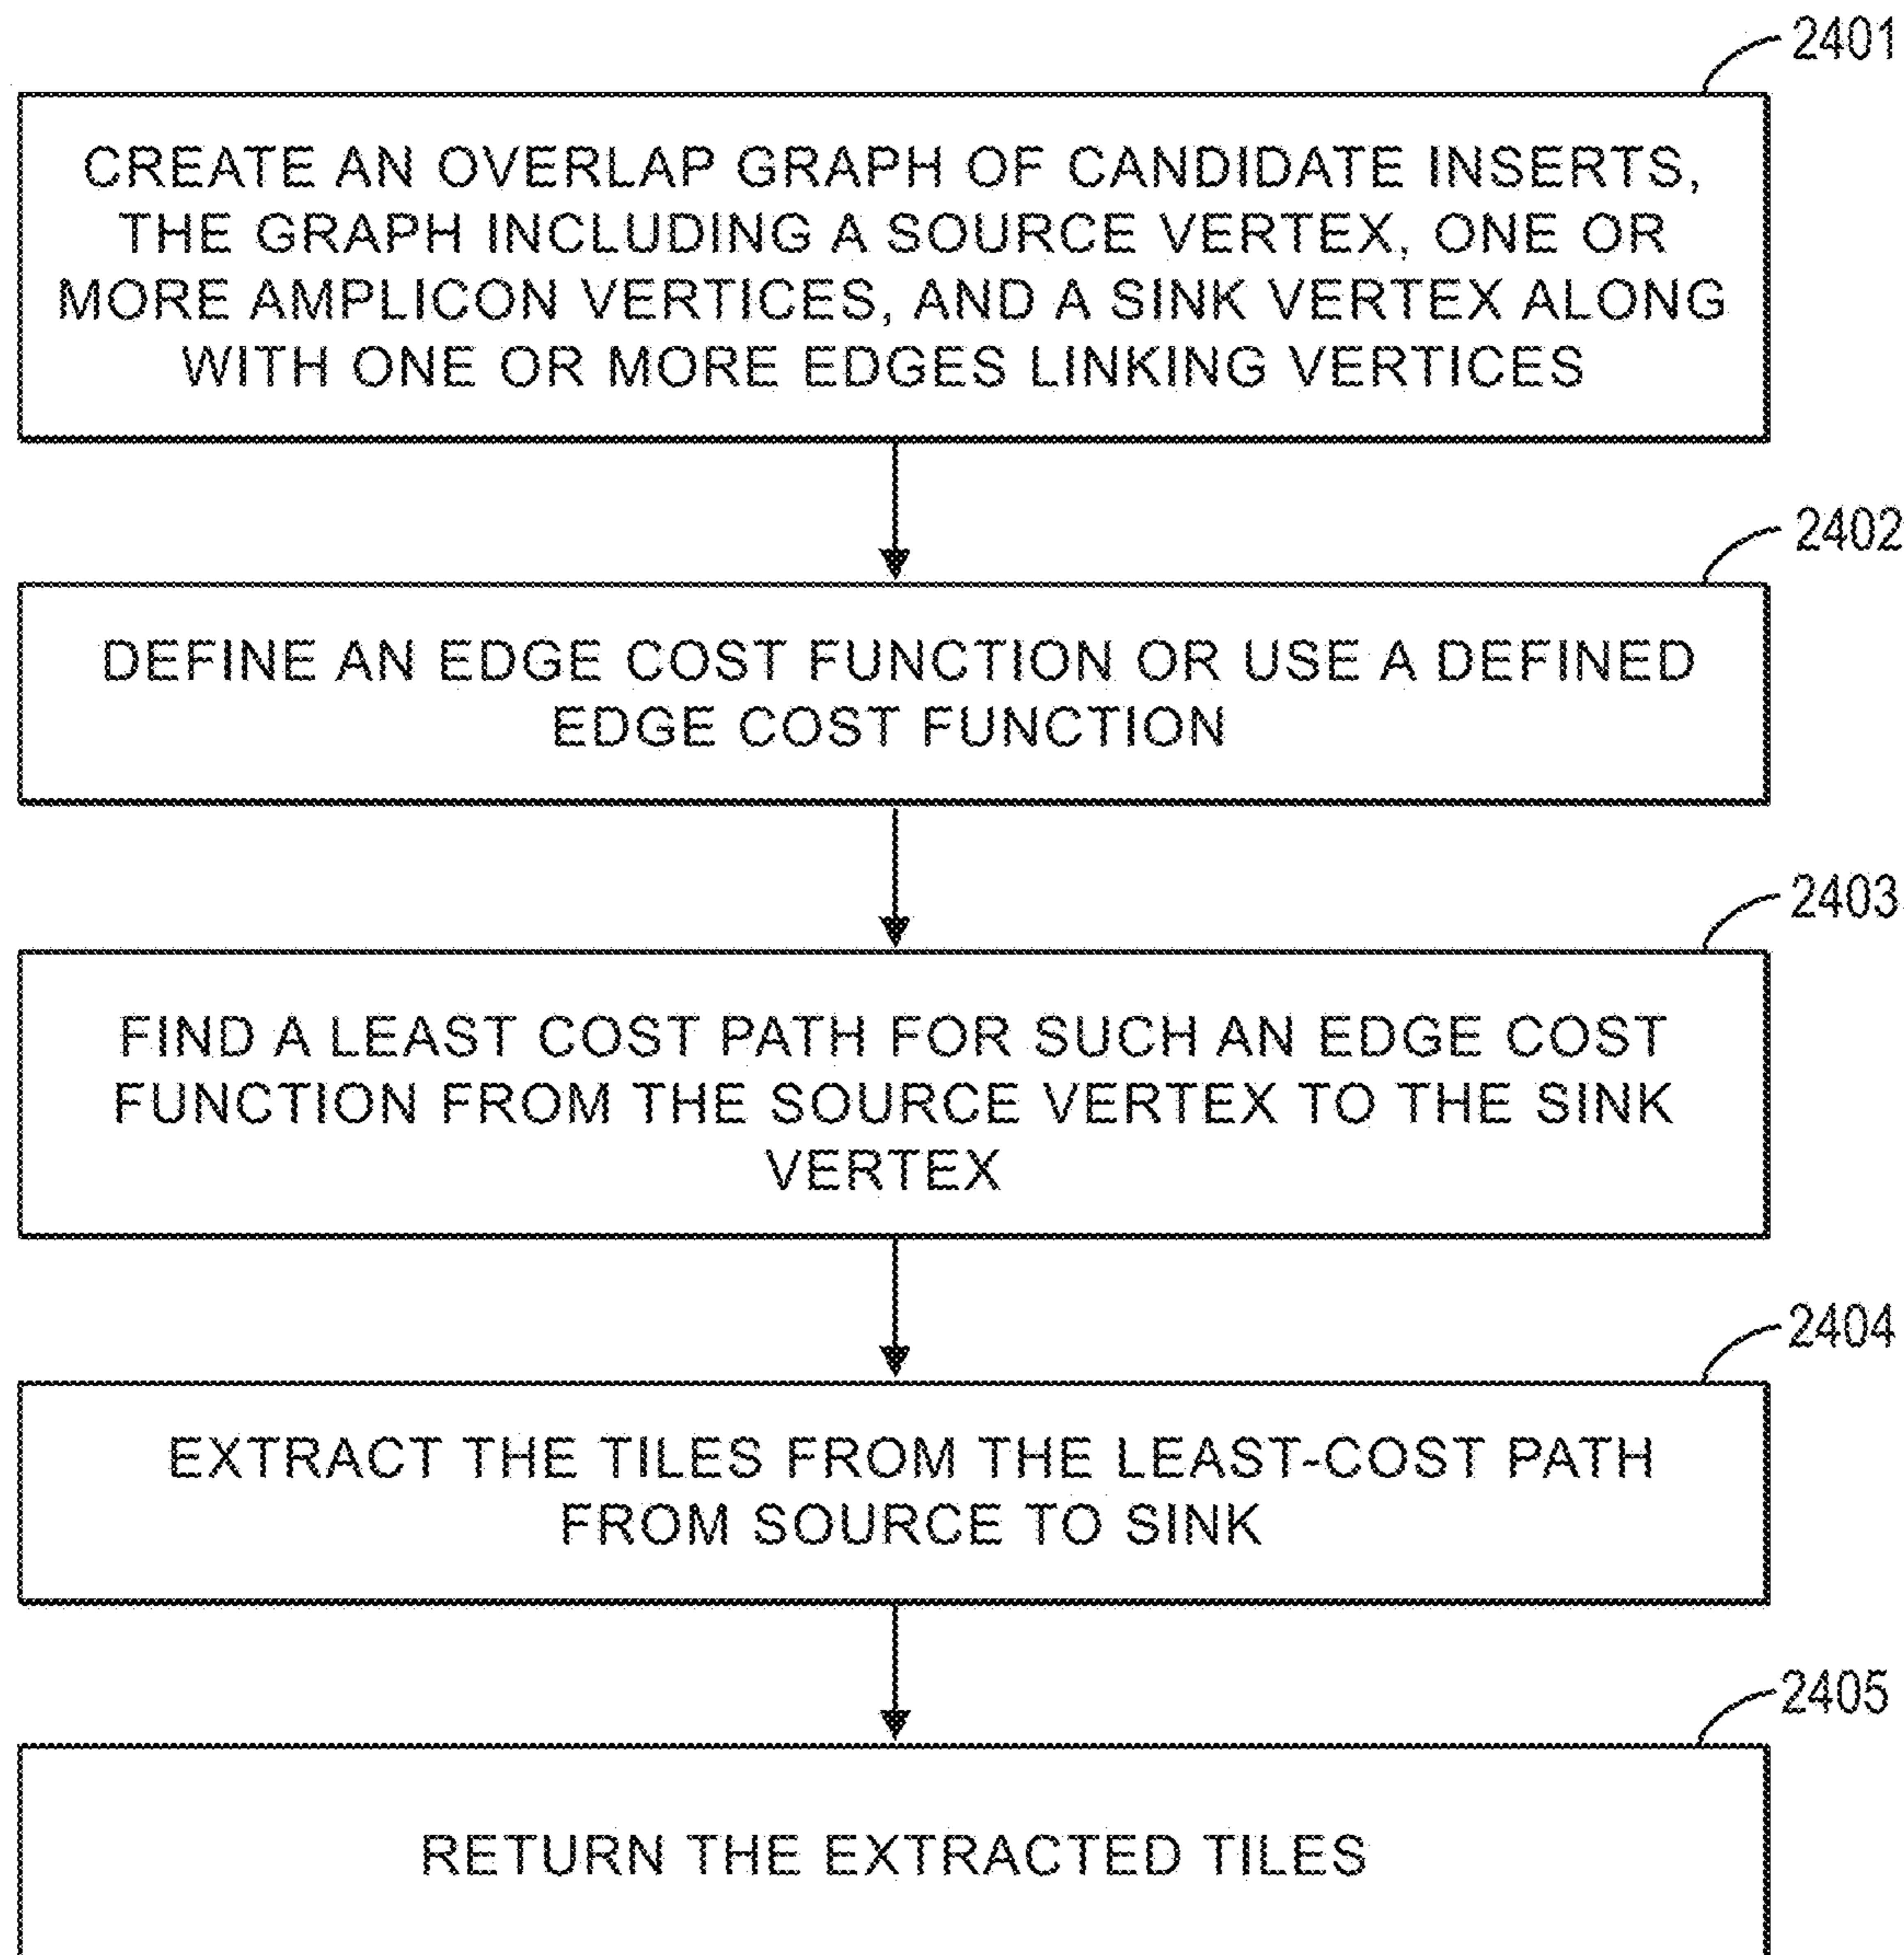 2401
CREATE AN OVERLAP GRAPH OF CANDIDATE INSERTS,
THE GRAPH INCLUDING A SOURCE VERTEX, ONE OR
MORE AMPLICON VERTICES, AND A SINK VERTEX ALONG
WITH ONE OR MORE EDGES LINKING VERTICES
2402
DEFINE AN EDGE COST FUNCTION OR USE A DEFINED
EDGE COST FUNCTION
2403
FIND A LEAST COST PATH FOR SUCH AN EDGE COST
FUNCTION FROM THE SOURCE VERTEX TO THE SINK
VERTEX
2404
EXTRACT THE TILES FROM THE LEAST-COST PATH
FROM SOURCE TO SINK
2405
RETURN THE EXTRACTED TILES